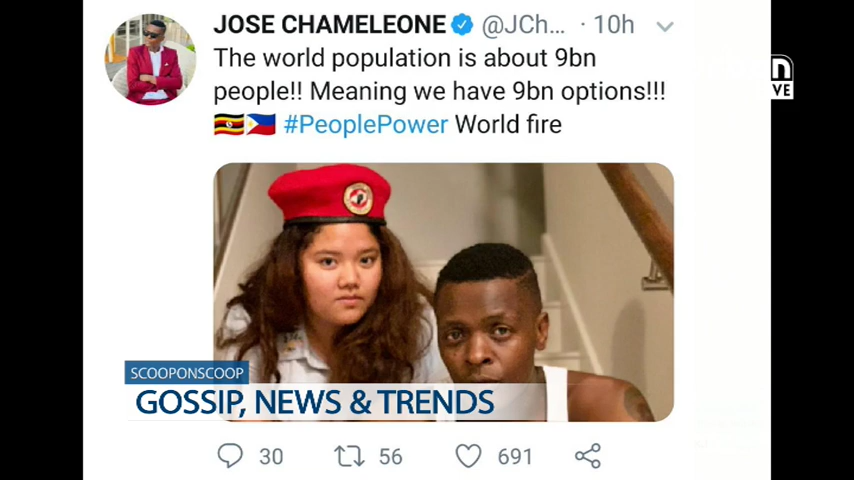 JOSE CHAMELEONE @JCh... · 10h
The world population is about 9bn
people!! Meaning we have 9bn options!!!
🇺🇬🇵🇭 #PeoplePower World fire
SCOOPONSCOOP
GOSSIP, NEWS & TRENDS
30 56 691